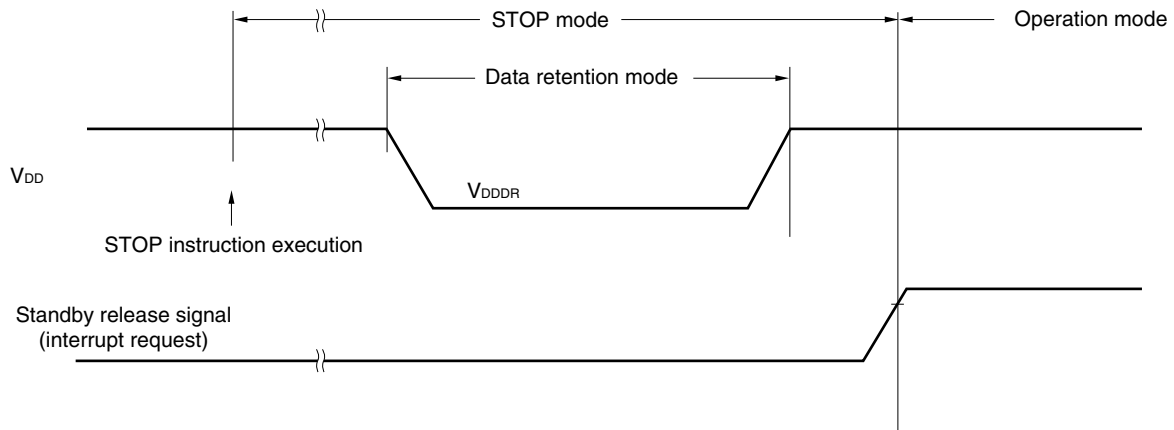 STOP mode
Operation mode
Data retention mode
VDD
VDDDR
STOP instruction execution
Standby release signal
(interrupt request)